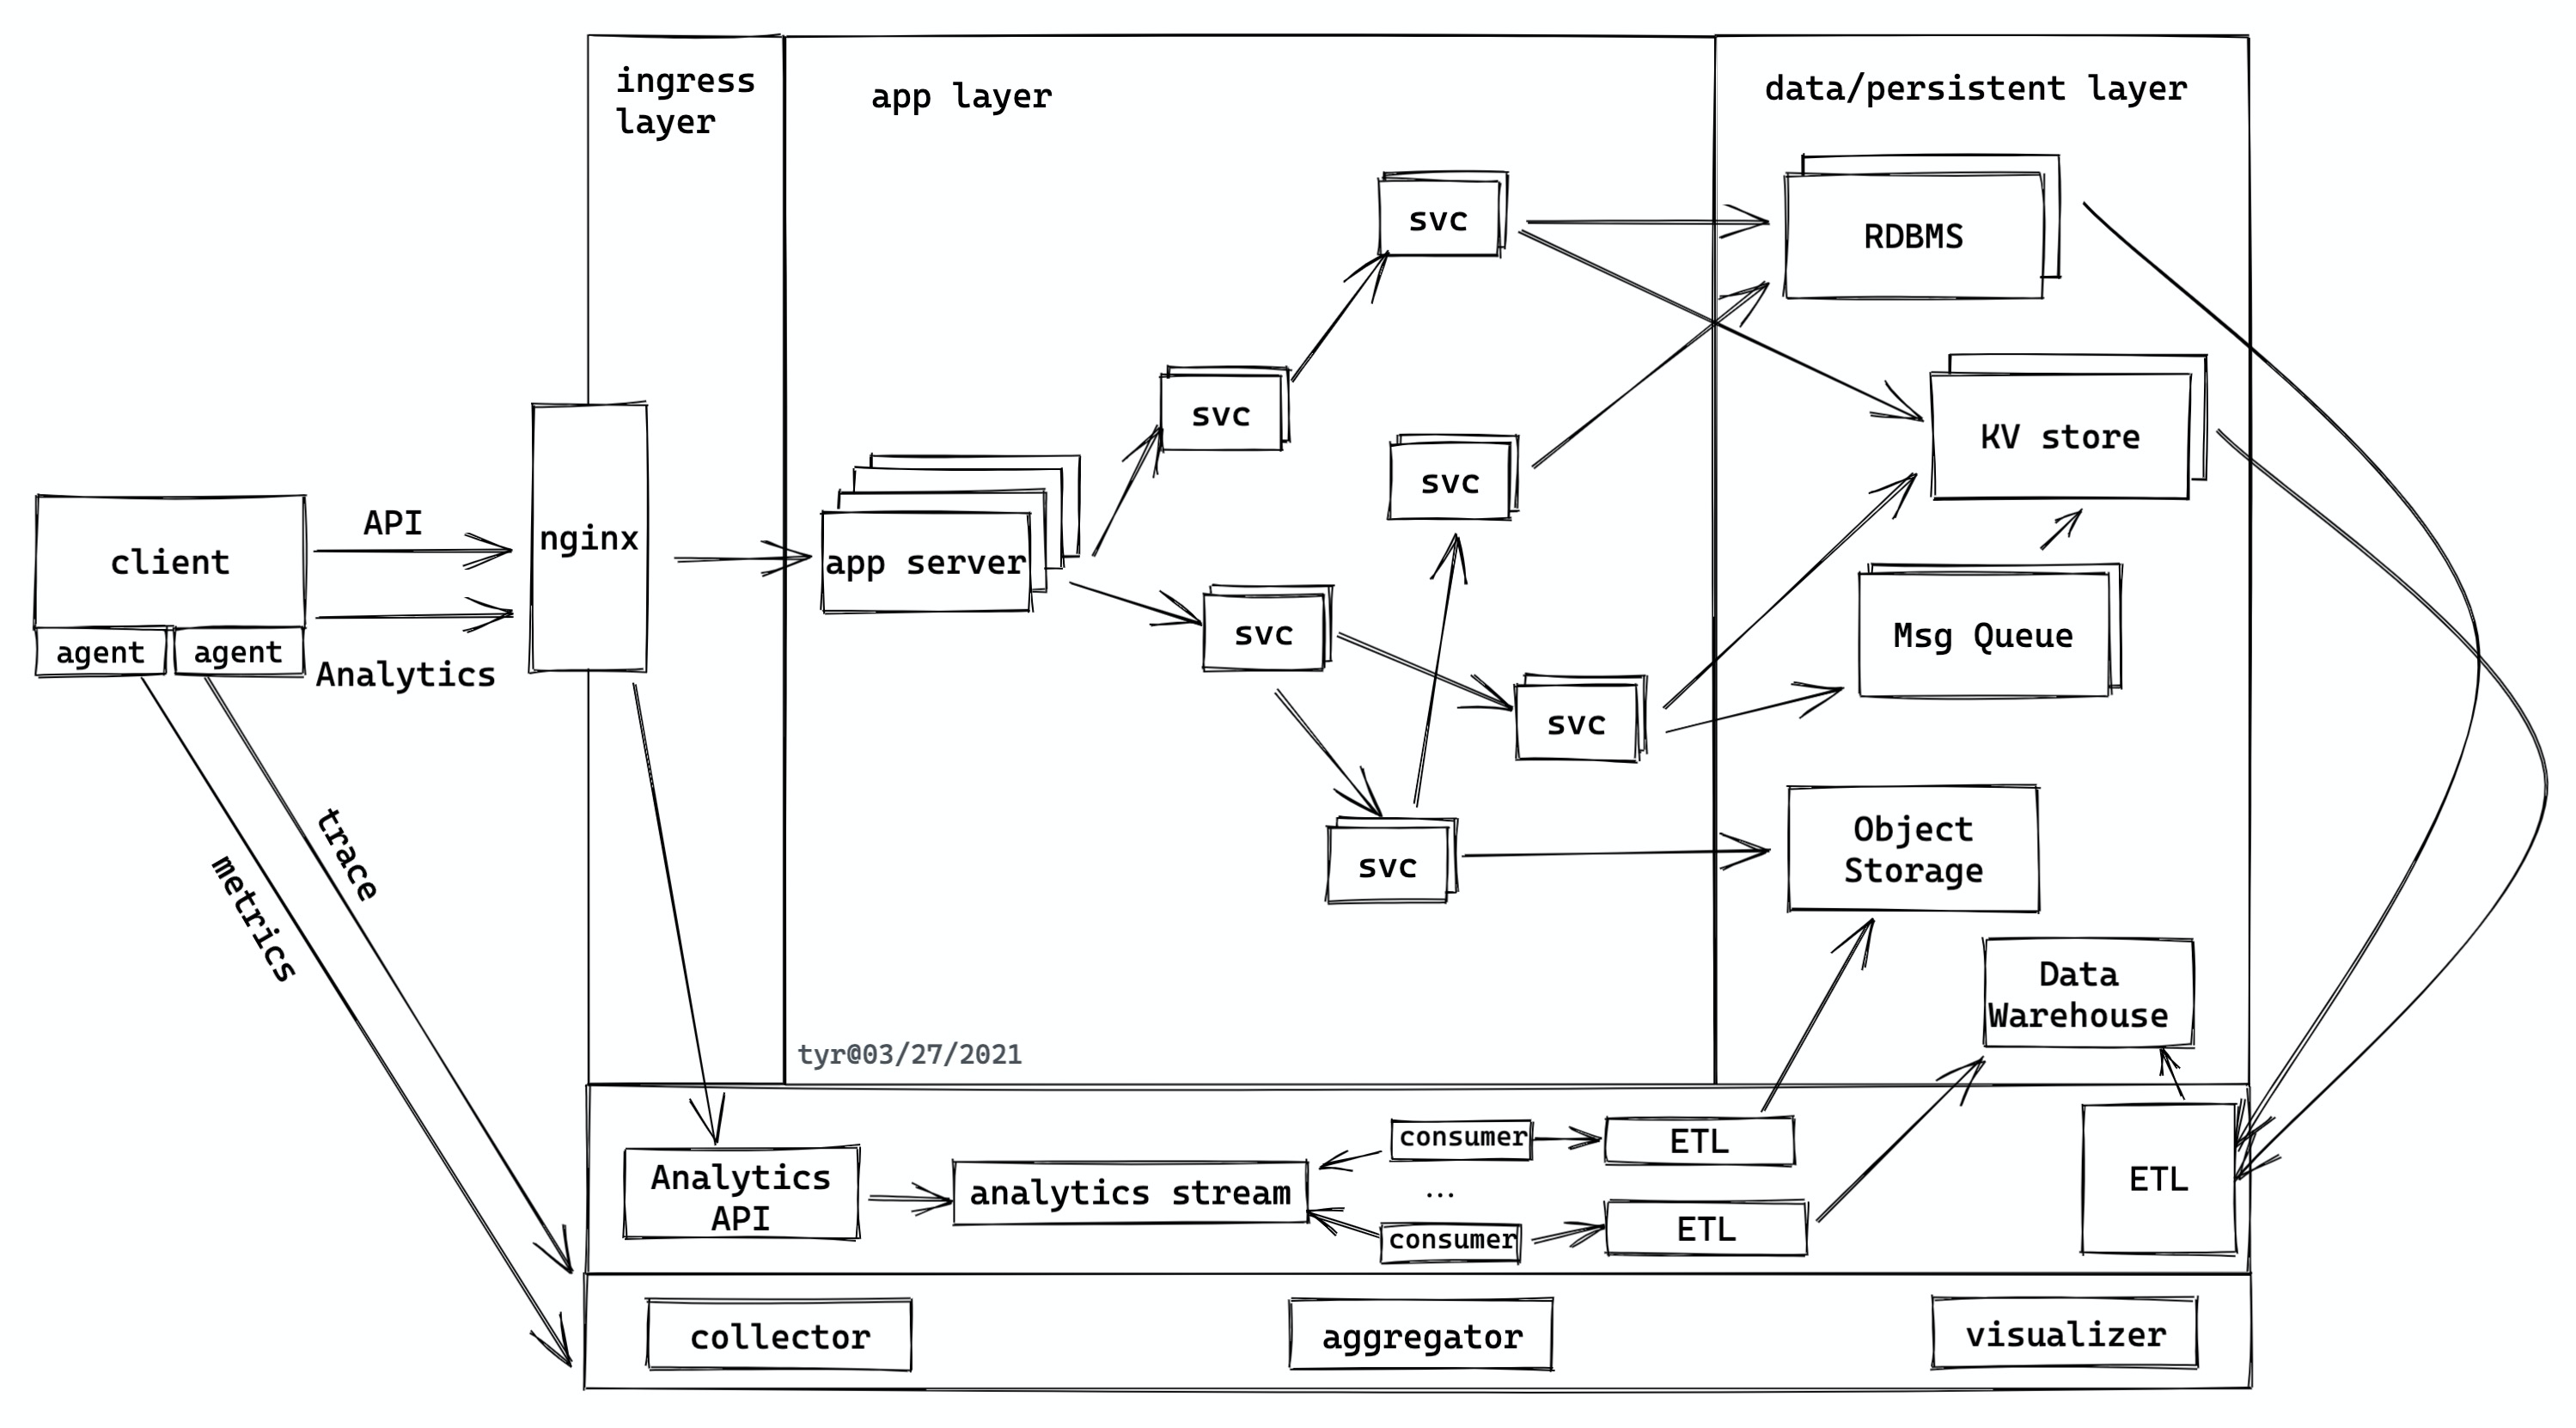 ingress
layer
app layer
data/persistent layer
svc
RDBMS
svc
KV store
svc
API
nginx
client
app server
agent
agent
Analytics
svc
Msg Queue
svc
trace
metrics
svc
Object
Storage
Data
Warehouse
tyr@03/27/2021
Analytics
API
analytics stream
consumer
...
consumer
ETL
ETL
ETL
collector
aggregator
visualizer